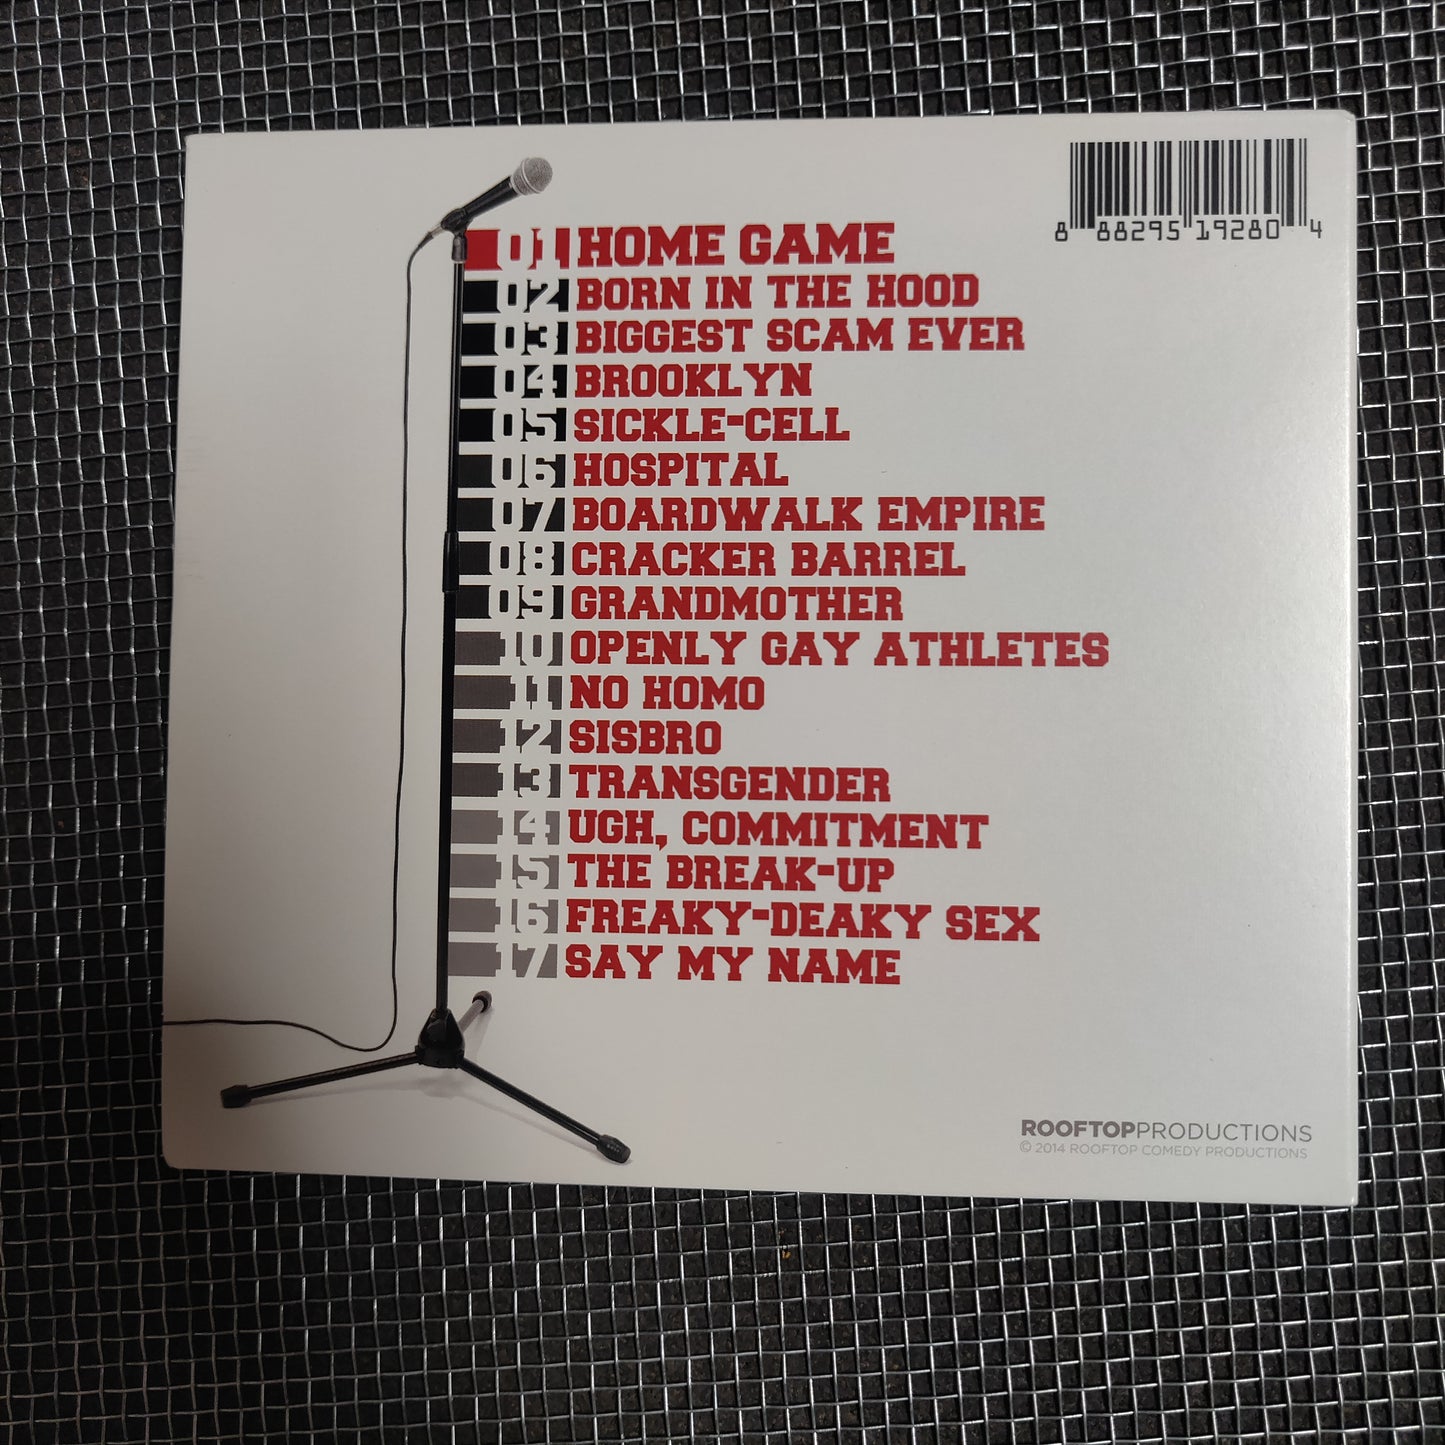 8 88295 19280 4
01 HOME GAME
02 BORN IN THE HOOD
03 BIGGEST SCAM EVER
04 BROOKLYN
05 SICKLE-CELL
06 HOSPITAL
07 BOARDWALK EMPIRE
08 CRACKER BARREL
09 GRANDMOTHER
10 OPENLY GAY ATHLETES
11 NO HOMO
12 SISBRO
13 TRANSGENDER
14 UGH, COMMITMENT
15 THE BREAK-UP
16 FREAKY-DEAKY SEX
17 SAY MY NAME
ROOFTOPPRODUCTIONS
© 2014 ROOFTOP COMEDY PRODUCTIONS